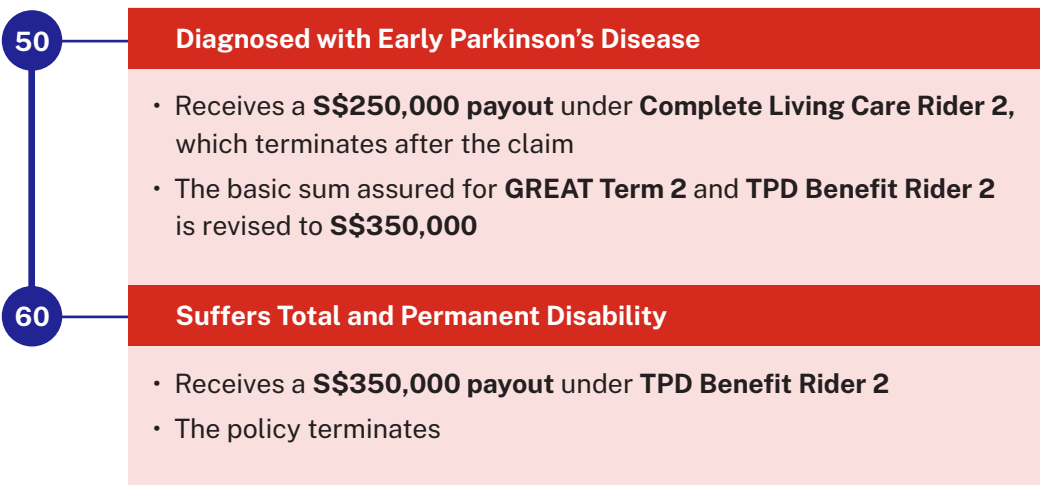 50
Diagnosed with Early Parkinson’s Disease
• Receives a S$250,000 payout under Complete Living Care Rider 2,
which terminates after the claim
• The basic sum assured for GREAT Term 2 and TPD Benefit Rider 2
is revised to S$350,000
60
Suffers Total and Permanent Disability
• Receives a S$350,000 payout under TPD Benefit Rider 2
• The policy terminates